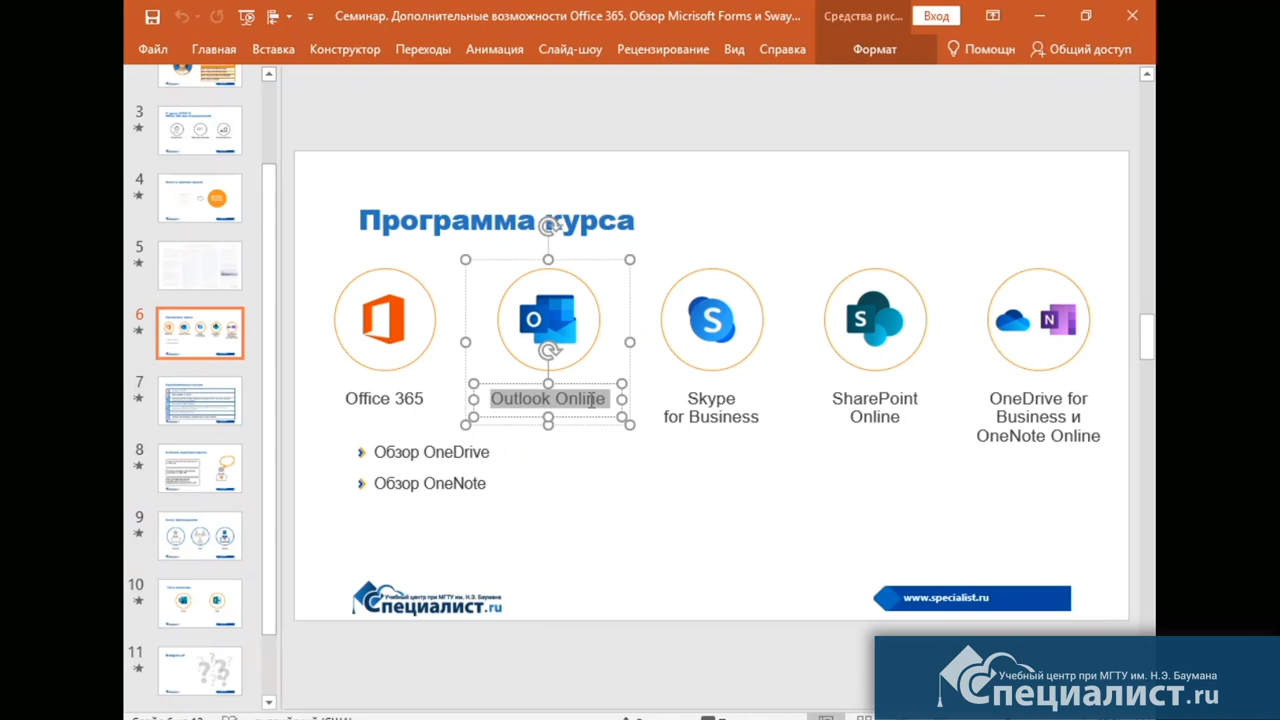 Семинар. Дополнительные возможности Office 365. Обзор Micrisoft Forms и Sway...
Средства рис...
Вход
Файл
Главная
Вставка
Конструктор
Переходы
Анимация
Слайд-шоу
Рецензирование
Вид
Справка
Формат
Помощн
Общий доступ
3
4
5
6
7
8
9
10
11
Программа курса
Office 365
Outlook Online
Skype
for Business
SharePoint
Online
OneDrive for
Business и
OneNote Online
Обзор OneDrive
Обзор OneNote
Учебный центр при МГТУ им. Н.Э. Баумана
Специалист.ru
www.specialist.ru
Учебный центр при МГТУ им. Н.Э. Баумана
Специалист.ru